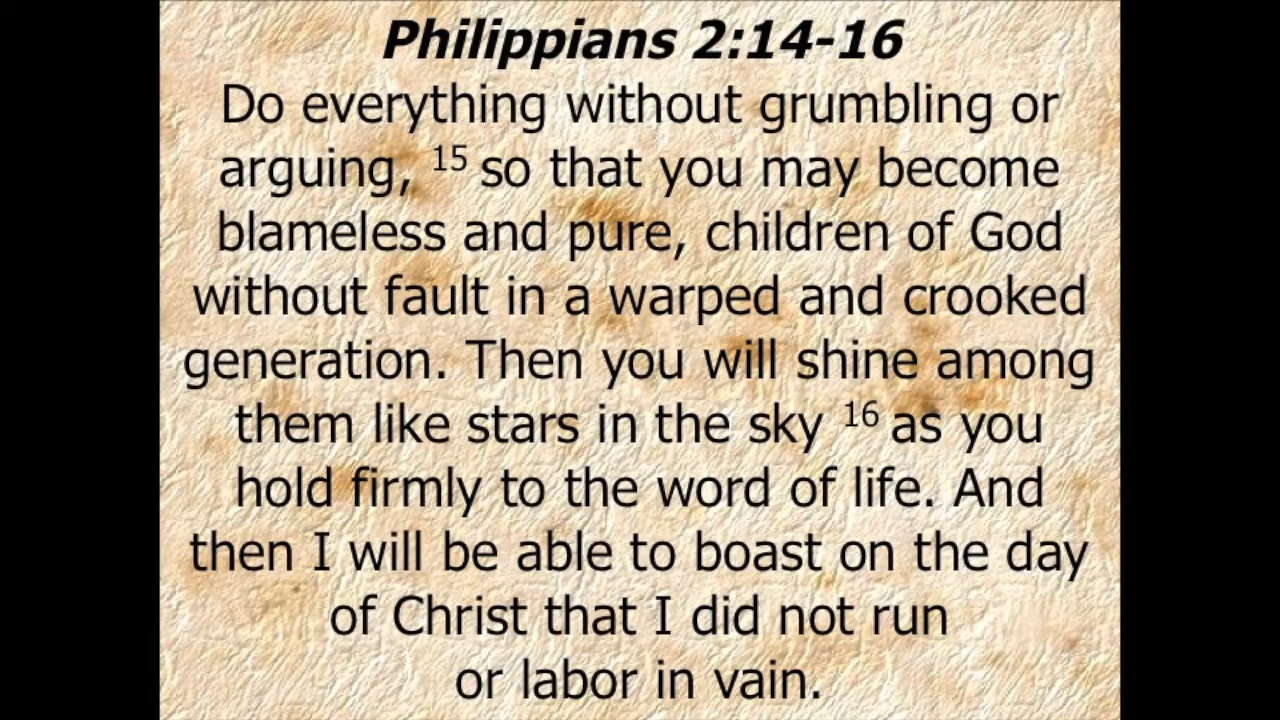 Philippians 2:14-16
Do everything without grumbling or
arguing, 15 so that you may become
blameless and pure, children of God
without fault in a warped and crooked
generation. Then you will shine among
them like stars in the sky 16 as you
hold firmly to the word of life. And
then I will be able to boast on the day
of Christ that I did not run
or labor in vain.